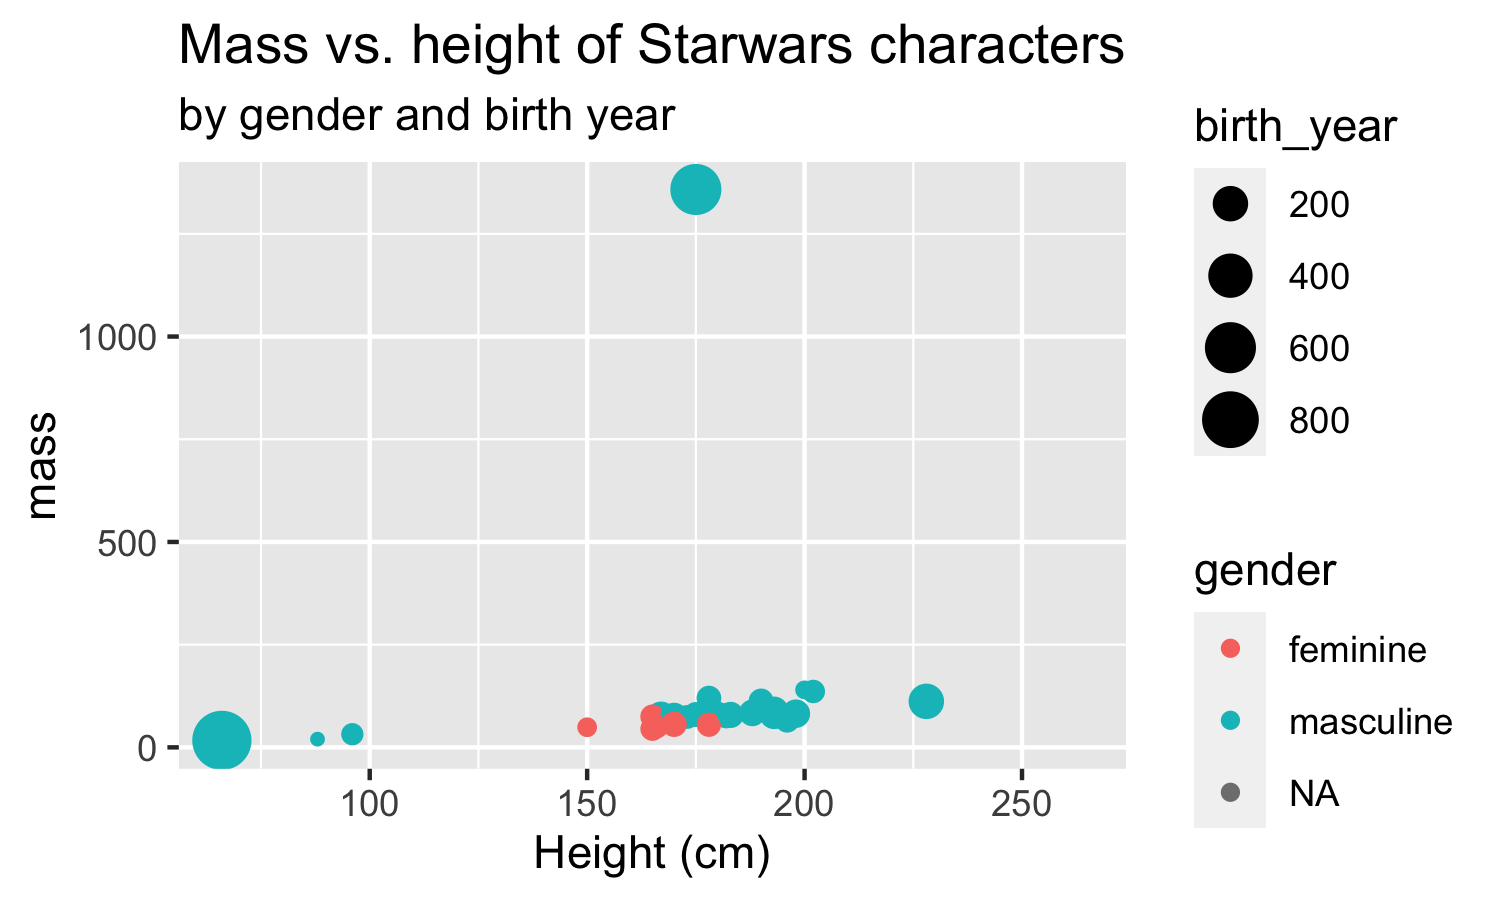 Mass vs. height of Starwars characters
by gender and birth year
1000
500
0
mass
100 150 200 250
Height (cm)
birth_year
200
400
600
800
gender
feminine
masculine
NA